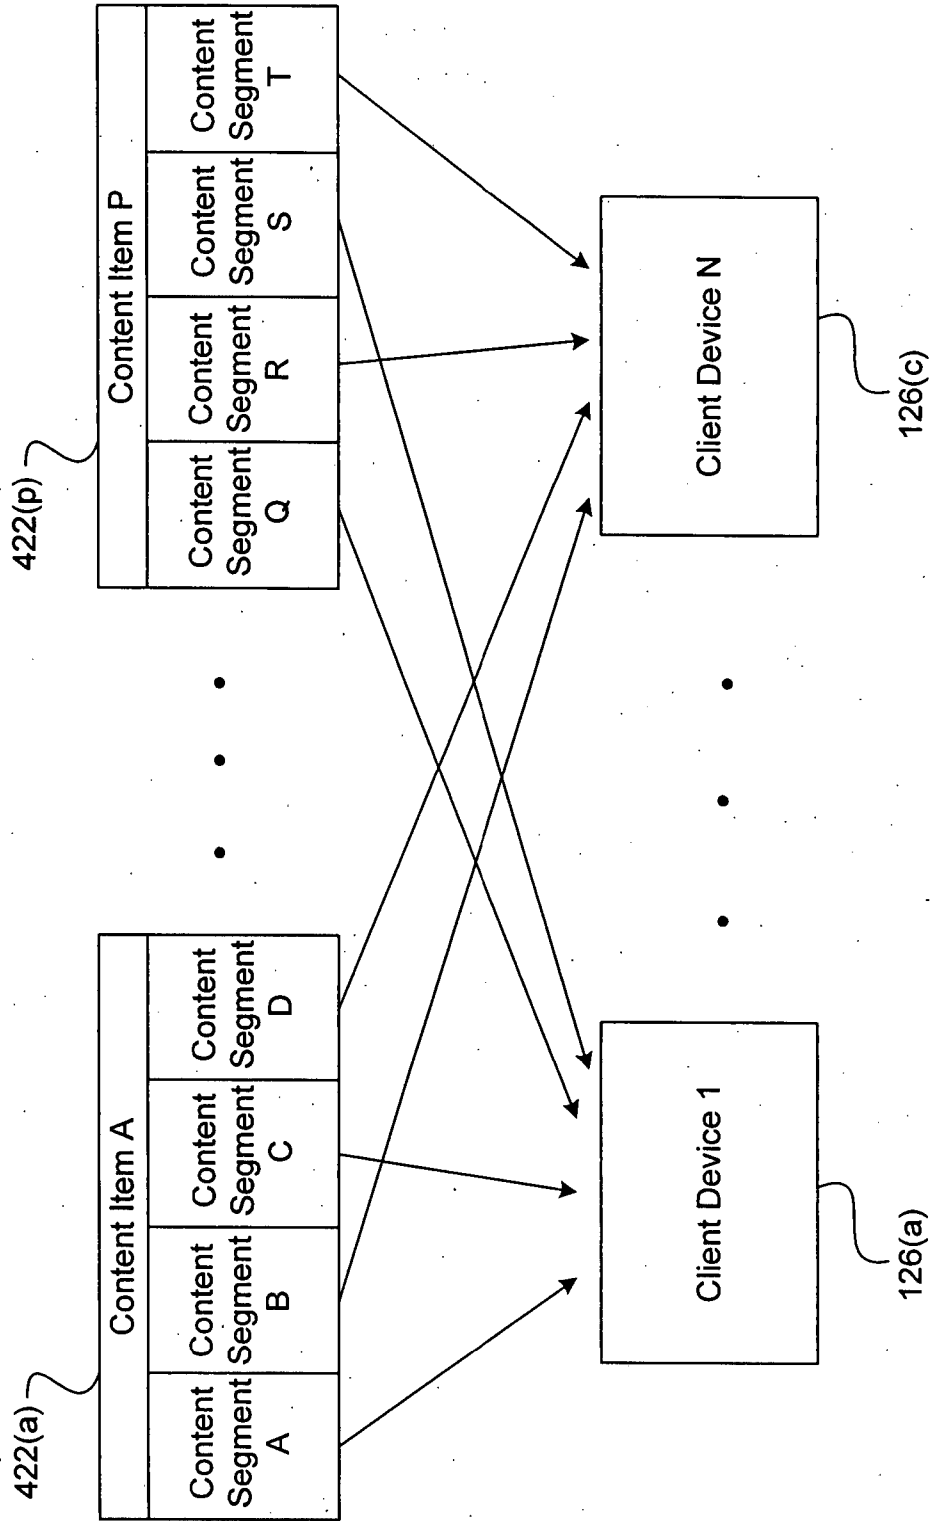 422(a)
Content Item A
Content
Segment
A
Content
Segment
B
Content
Segment
C
Content
Segment
D
422(p)
Content Item P
Content
Segment
Q
Content
Segment
R
Content
Segment
S
Content
Segment
T
Client Device 1
126(a)
Client Device N
126(c)